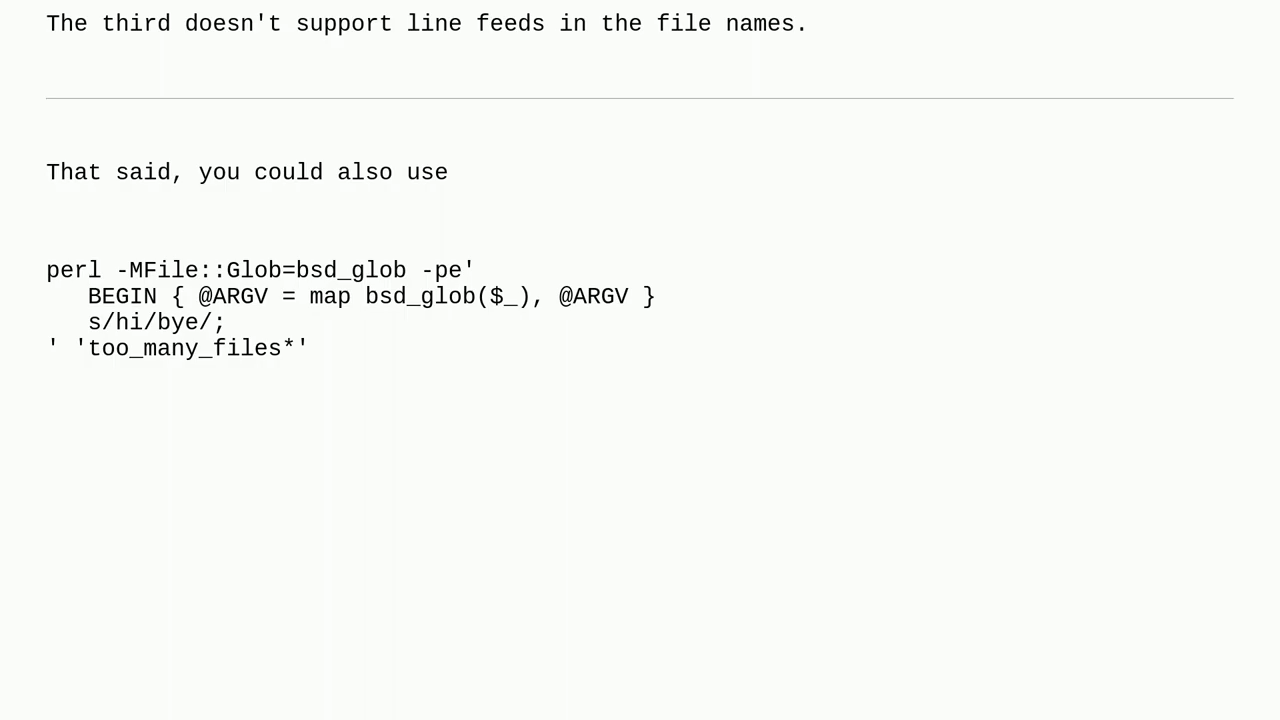 The third doesn't support line feeds in the file names.
That said, you could also use
perl -MFile::Glob=bsd_glob -pe'
   BEGIN { @ARGV = map bsd_glob($_), @ARGV }
   s/hi/bye/;
' 'too_many_files*'